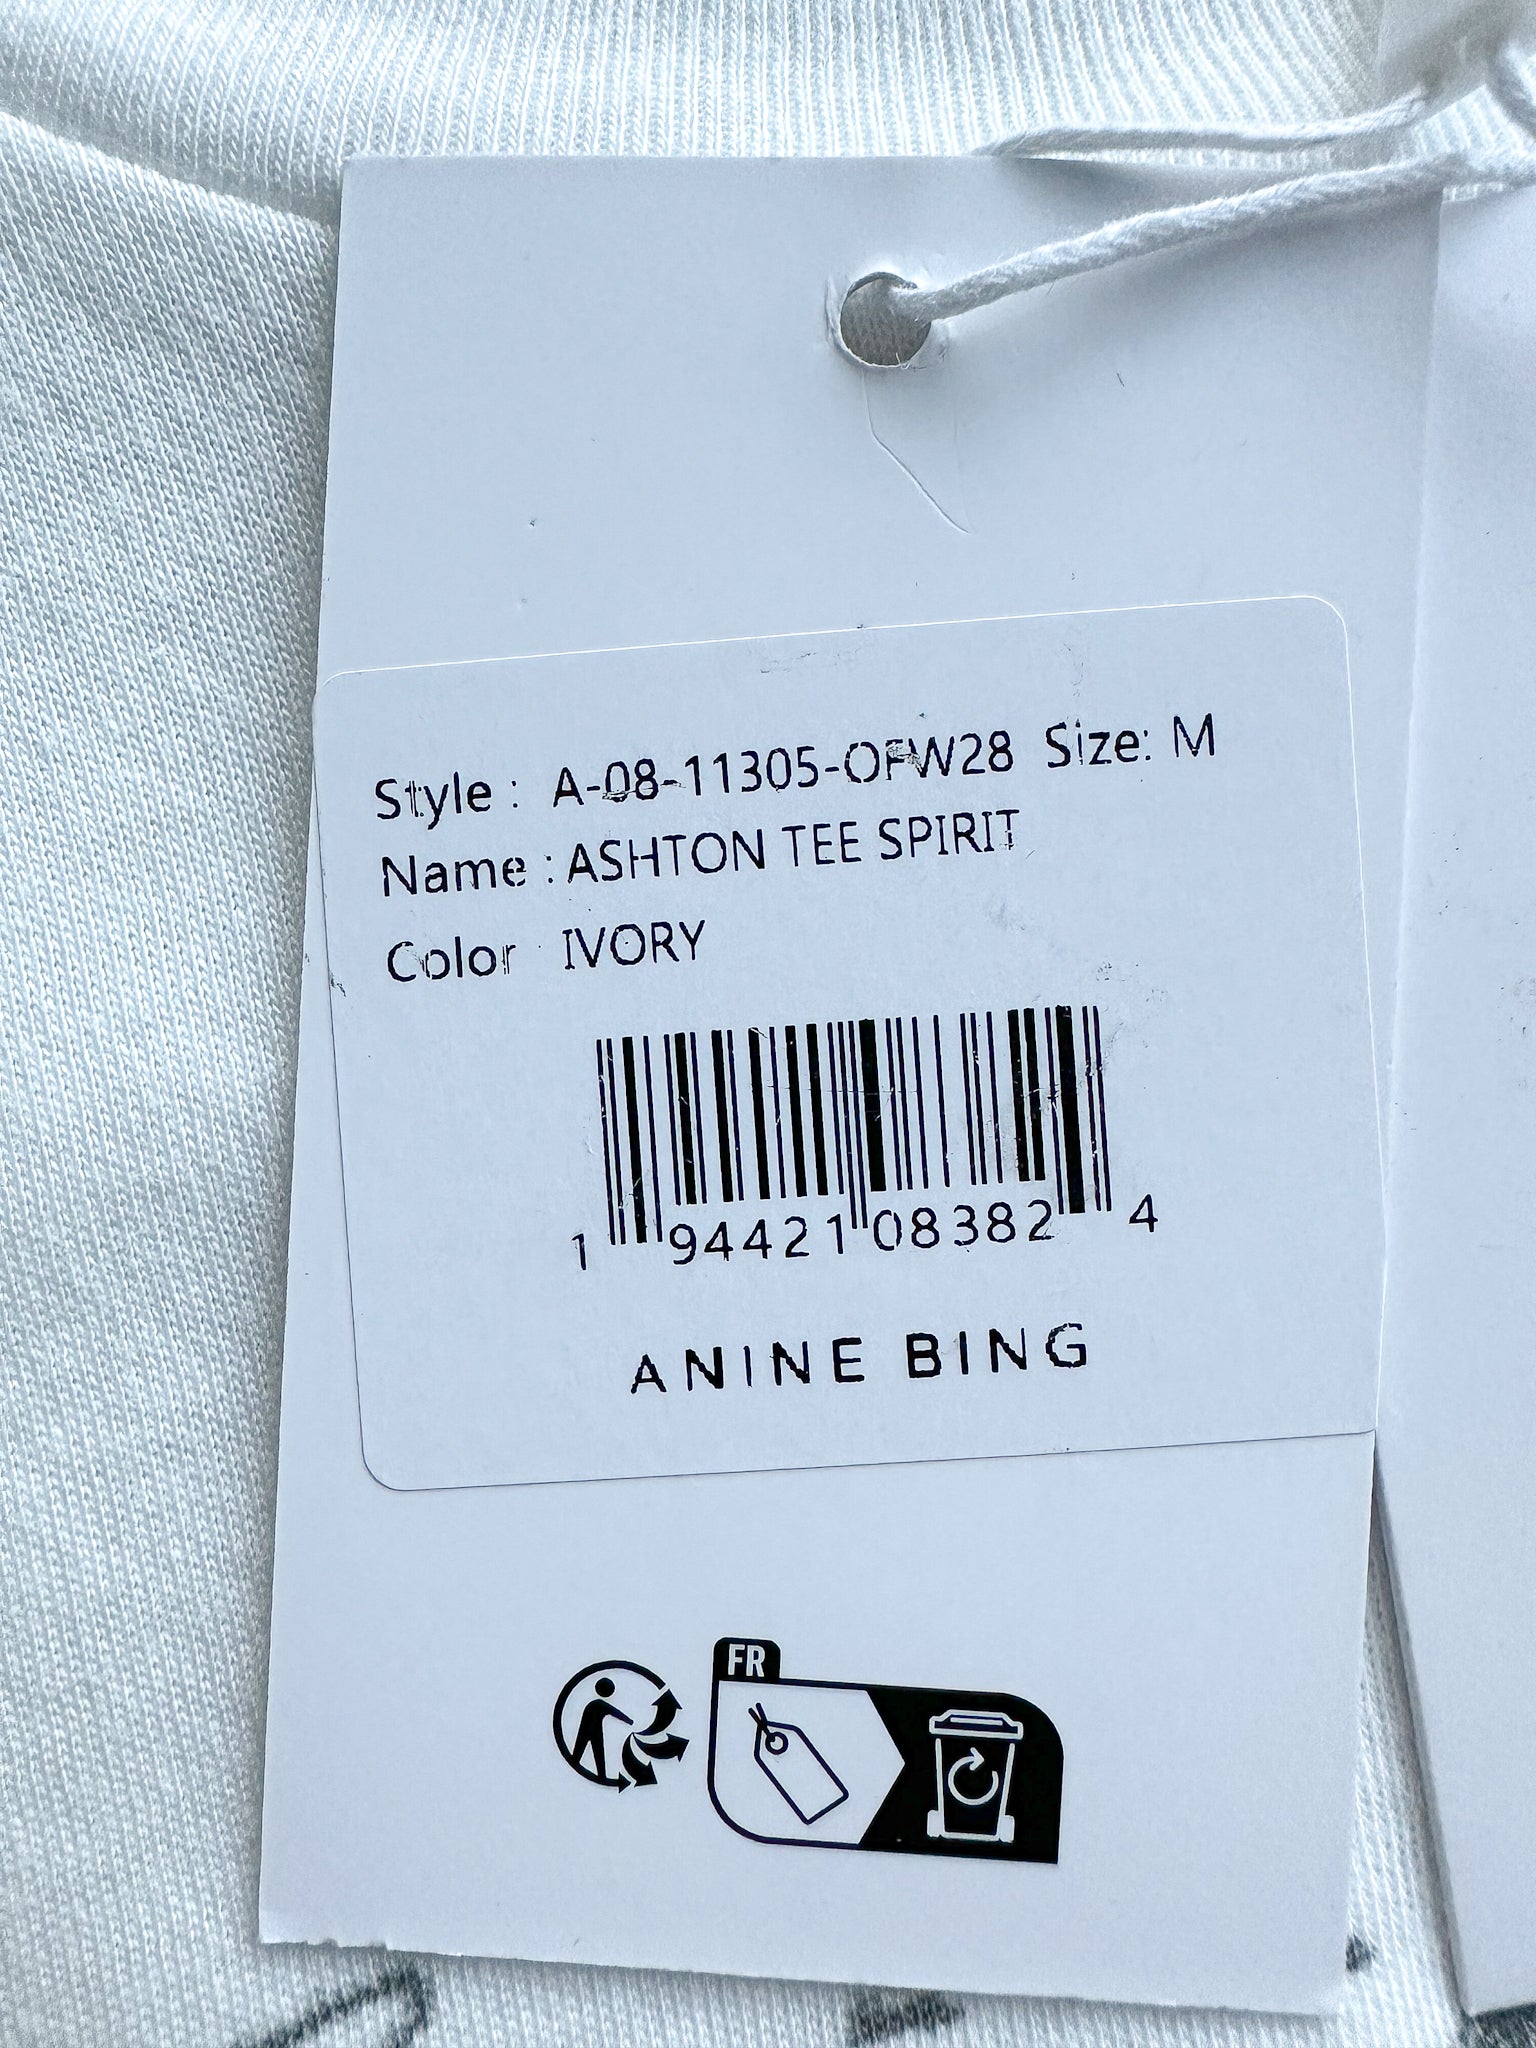 Style : A-08-11305-OFW28 Size: M
Name : ASHTON TEE SPIRIT
Color : IVORY
1 94421 08382 4
ANINE BING
FR